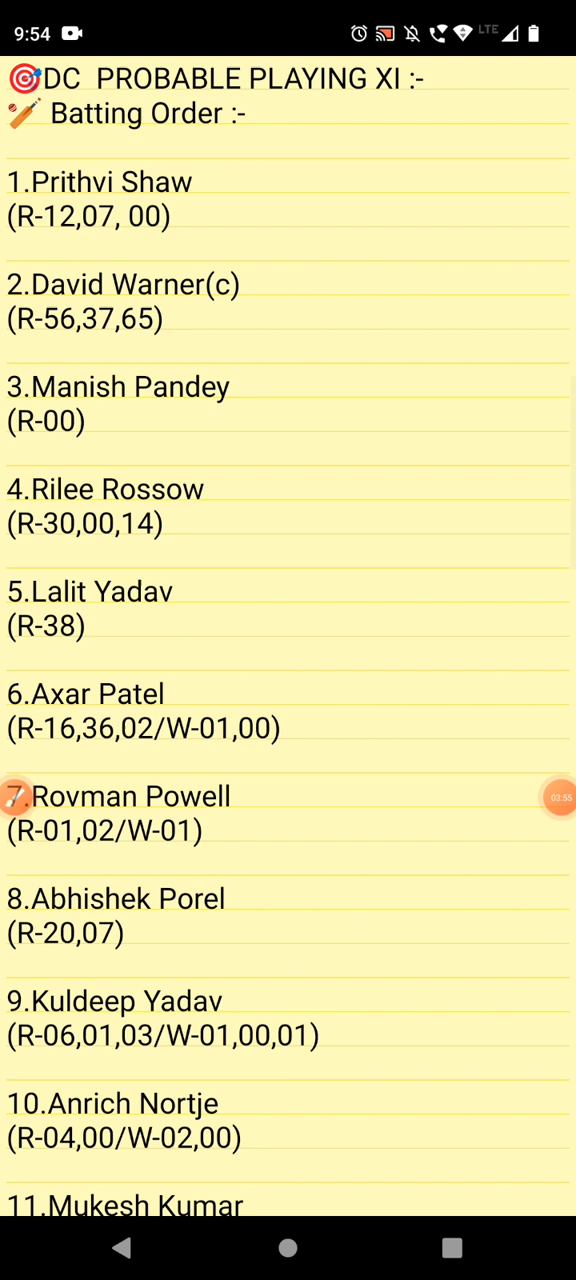 9:54 LTE
🎯DC PROBABLE PLAYING XI :-
🏏 Batting Order :-
1.Prithvi Shaw
(R-12,07, 00)
2.David Warner(c)
(R-56,37,65)
3.Manish Pandey
(R-00)
4.Rilee Rossow
(R-30,00,14)
5.Lalit Yadav
(R-38)
6.Axar Patel
(R-16,36,02/W-01,00)
7.Rovman Powell
03:55
(R-01,02/W-01)
8.Abhishek Porel
(R-20,07)
9.Kuldeep Yadav
(R-06,01,03/W-01,00,01)
10.Anrich Nortje
(R-04,00/W-02,00)
11.Mukesh Kumar